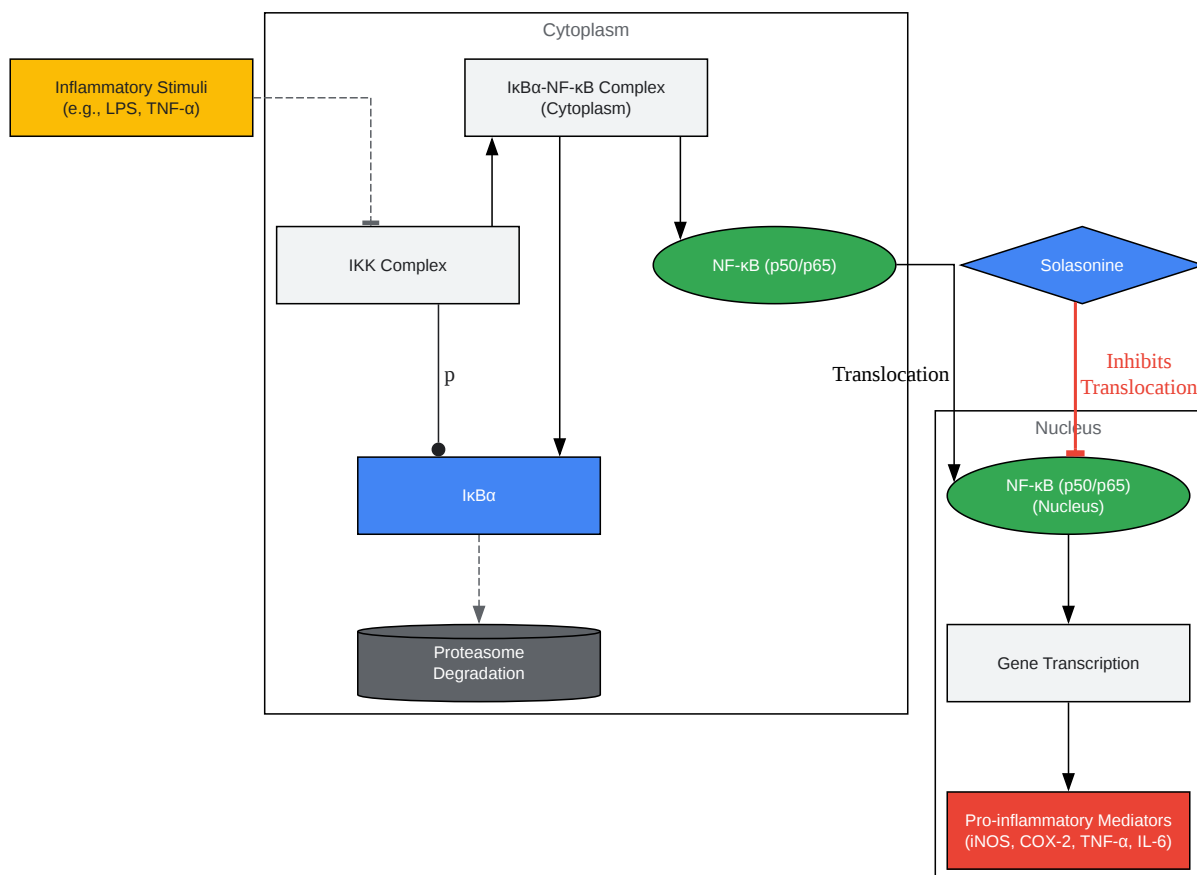 Cytoplasm
Inflammatory Stimuli
(e.g., LPS, TNF-α)
IκBα-NF-κB Complex
(Cytoplasm)
IKK Complex
NF-κB (p50/p65)
Solasonine
p
Translocation
Inhibits
Translocation
Nucleus
IκBα
NF-κB (p50/p65)
(Nucleus)
Proteasome
Degradation
Gene Transcription
Pro-inflammatory Mediators
(iNOS, COX-2, TNF-α, IL-6)